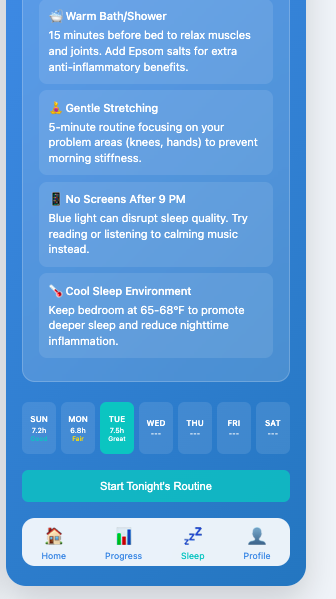 Warm Bath/Shower
15 minutes before bed to relax muscles
and joints. Add Epsom salts for extra
anti-inflammatory benefits.
Gentle Stretching
5-minute routine focusing on your
problem areas (knees, hands) to prevent
morning stiffness.
No Screens After 9 PM
Blue light can disrupt sleep quality. Try
reading or listening to calming music
instead.
Cool Sleep Environment
Keep bedroom at 65-68°F to promote
deeper sleep and reduce nighttime
inflammation.
SUN MON TUE WED THU FRI SAT
7.2h 6.8h 7.5h --- --- --- ---
Good Fair Great
Start Tonight's Routine
Home Progress Sleep Profile